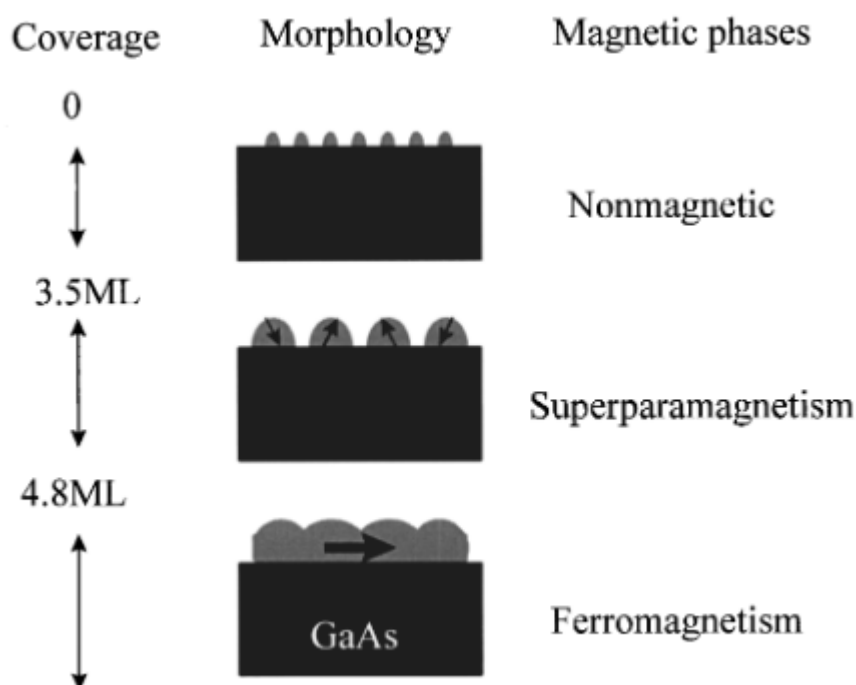 Coverage Morphology Magnetic phases
0
Nonmagnetic
3.5ML
Superparamagnetism
4.8ML
GaAs Ferromagnetism